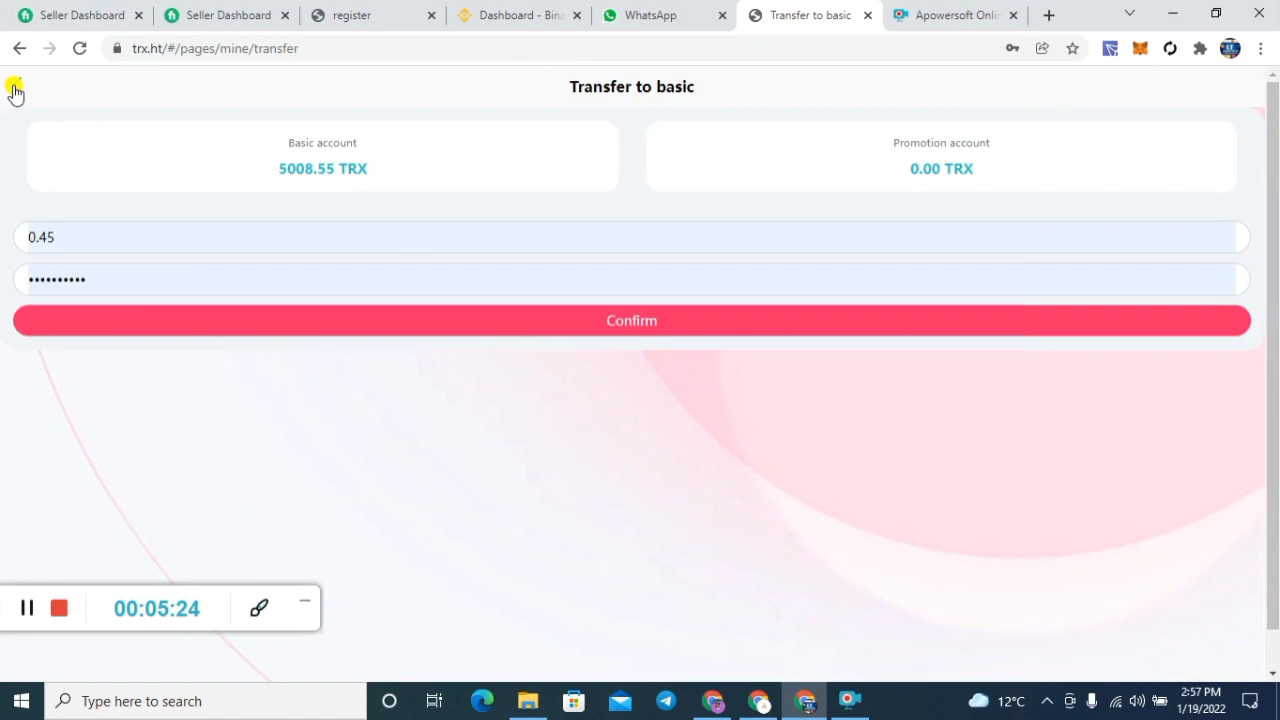 Seller Dashboard
Seller Dashboard
register
Dashboard - Bin
WhatsApp
Transfer to basic
Apowersoft Onli
trx.ht/#/pages/mine/transfer
Transfer to basic
Basic account
5008.55 TRX
Promotion account
0.00 TRX
0.45
••••••••••
Confirm
00:05:24
Type here to search
12°C
2:57 PM
1/19/2022